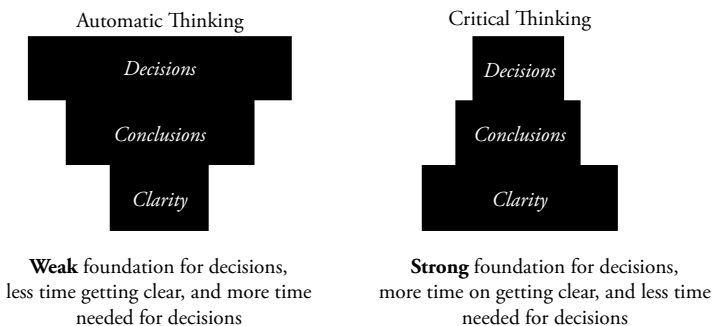 Automatic Thinking
Decisions
Conclusions
Clarity
Weak foundation for decisions,
less time getting clear, and more time
needed for decisions
Critical Thinking
Decisions
Conclusions
Clarity
Strong foundation for decisions,
more time on getting clear, and less time
needed for decisions